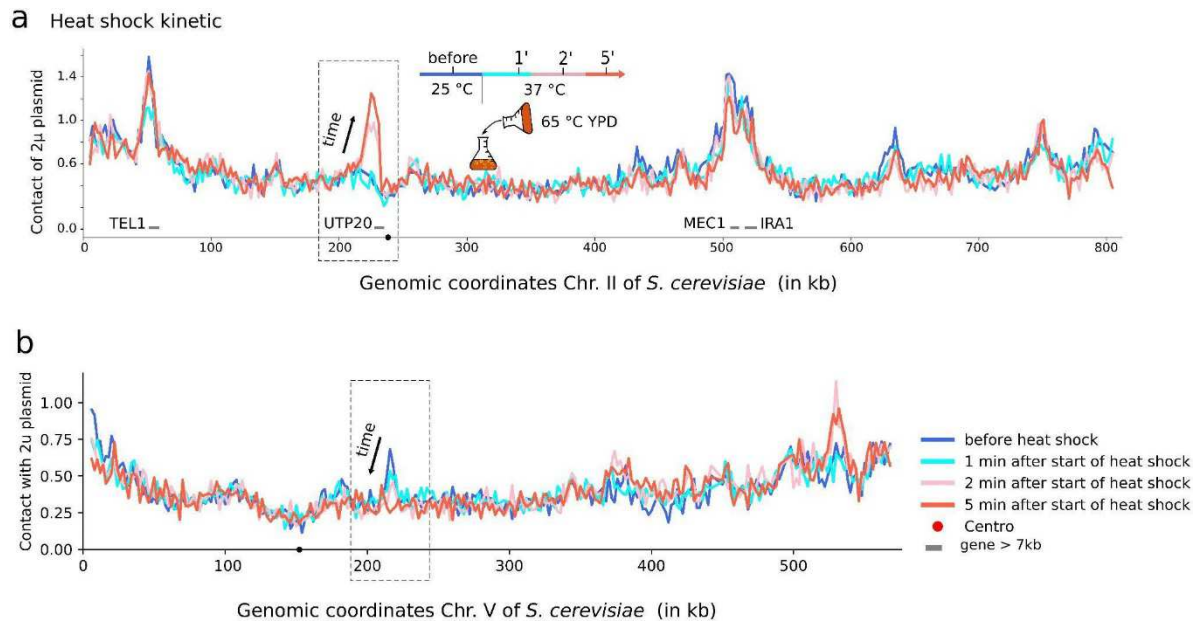 a Heat shock kinetic
before 1' 2' 5'
25 °C 37 °C
65 °C YPD
time
Contact of 2µ plasmid
1.4
1.0
0.6
0.0
TEL1 UTP20 MEC1 IRA1
0 100 200 300 400 500 600 700 800
Genomic coordinates Chr. II of S. cerevisiae (in kb)
b
Contact with 2u plasmid
1.00
0.75
0.50
0.25
0.00
time
0 100 200 300 400 500
Genomic coordinates Chr. V of S. cerevisiae (in kb)
before heat shock
1 min after start of heat shock
2 min after start of heat shock
5 min after start of heat shock
Centro
gene > 7kb